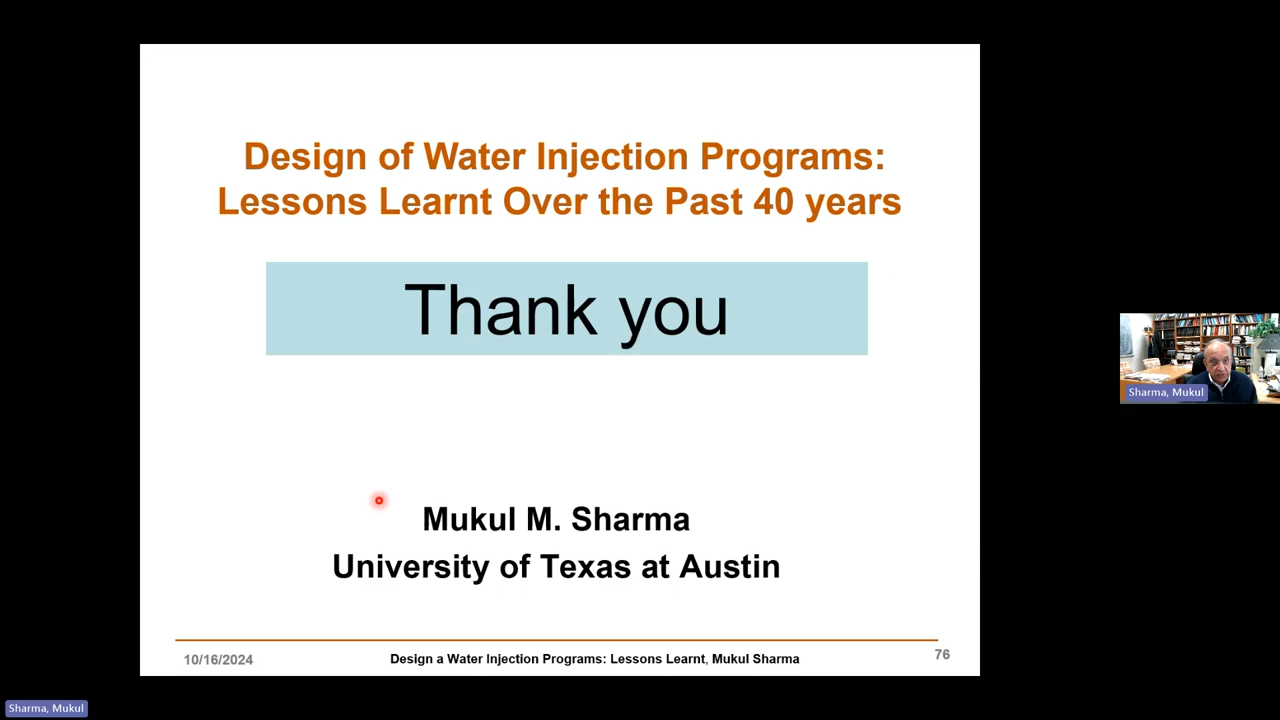 Design of Water Injection Programs:
Lessons Learnt Over the Past 40 years
Thank you
Mukul M. Sharma
University of Texas at Austin
10/16/2024
Design a Water Injection Programs: Lessons Learnt, Mukul Sharma
76
Sharma, Mukul
Sharma, Mukul